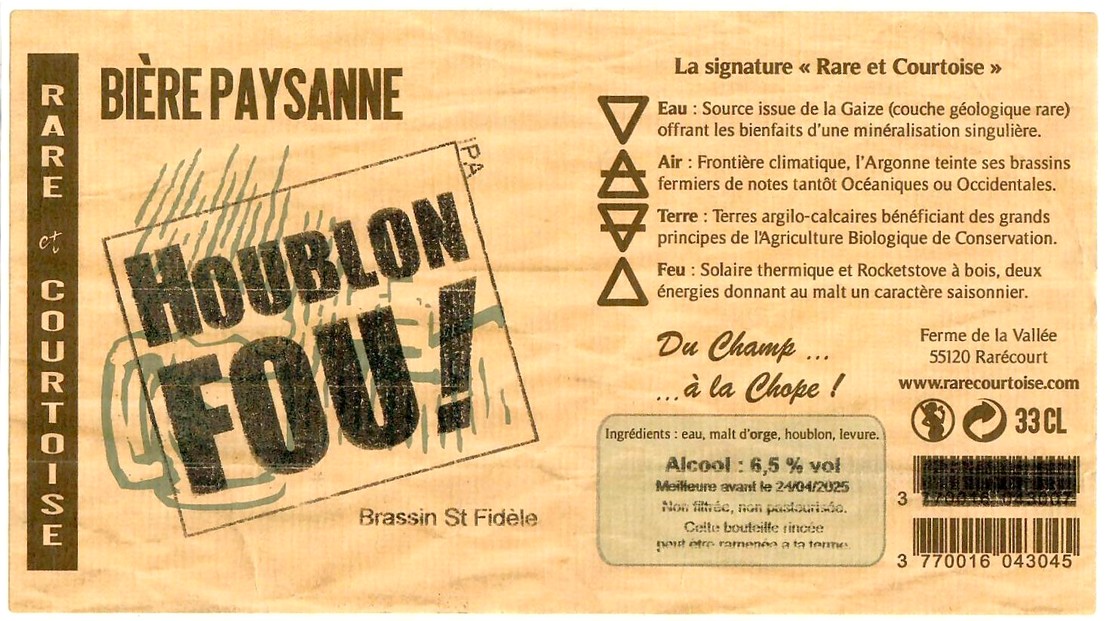 RARE et COURTOISE
BIÈRE PAYSANNE
IPA
HOUBLON
FOU !
Brassin St Fidèle
La signature « Rare et Courtoise »
Eau : Source issue de la Gaize (couche géologique rare)
offrant les bienfaits d'une minéralisation singulière.
Air : Frontière climatique, l'Argonne teinte ses brassins
fermiers de notes tantôt Océaniques ou Occidentales.
Terre : Terres argilo-calcaires bénéficiant des grands
principes de l'Agriculture Biologique de Conservation.
Feu : Solaire thermique et Rocketstove à bois, deux
énergies donnant au malt un caractère saisonnier.
Du Champ ...
...à la Chope !
Ferme de la Vallée
55120 Rarécourt
www.rarecourtoise.com
33 CL
Ingrédients : eau, malt d'orge, houblon, levure.
Alcool : 6,5 % vol
Meilleure avant le 24/04/2025
Non filtrée, non pasteurisée.
Cette bouteille rincée
peut être ramenée a la ferme.
3 770016 043007
3 770016 043045